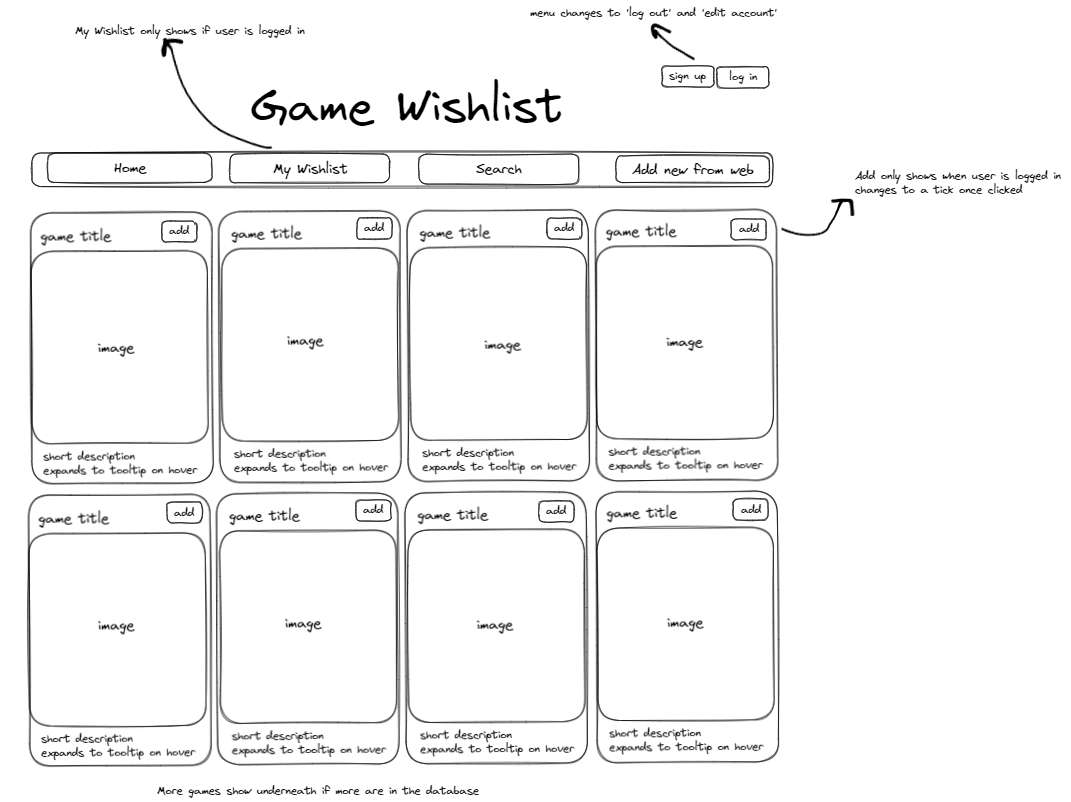 menu changes to 'log out' and 'edit account'
My Wishlist only shows if user is logged in
sign up
log in
Game Wishlist
Home
My Wishlist
Search
Add new from web
Add only shows when user is logged in
changes to a tick once clicked
game title
add
game title
add
game title
add
game title
add
image
image
image
image
short description
expands to tooltip on hover
short description
expands to tooltip on hover
short description
expands to tooltip on hover
short description
expands to tooltip on hover
game title
add
game title
add
game title
add
game title
add
image
image
image
image
short description
expands to tooltip on hover
short description
expands to tooltip on hover
short description
expands to tooltip on hover
short description
expands to tooltip on hover
More games show underneath if more are in the database